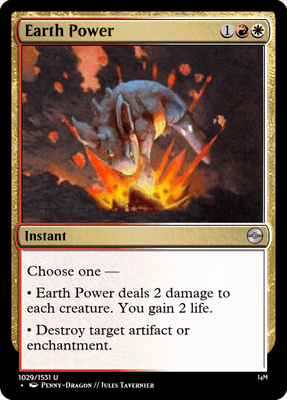 Earth Power 1
Instant
Choose one —
• Earth Power deals 2 damage to
each creature. You gain 2 life.
• Destroy target artifact or
enchantment.
1029/1531 U
I4M
• Penny-Dragon // Jules Tavernier